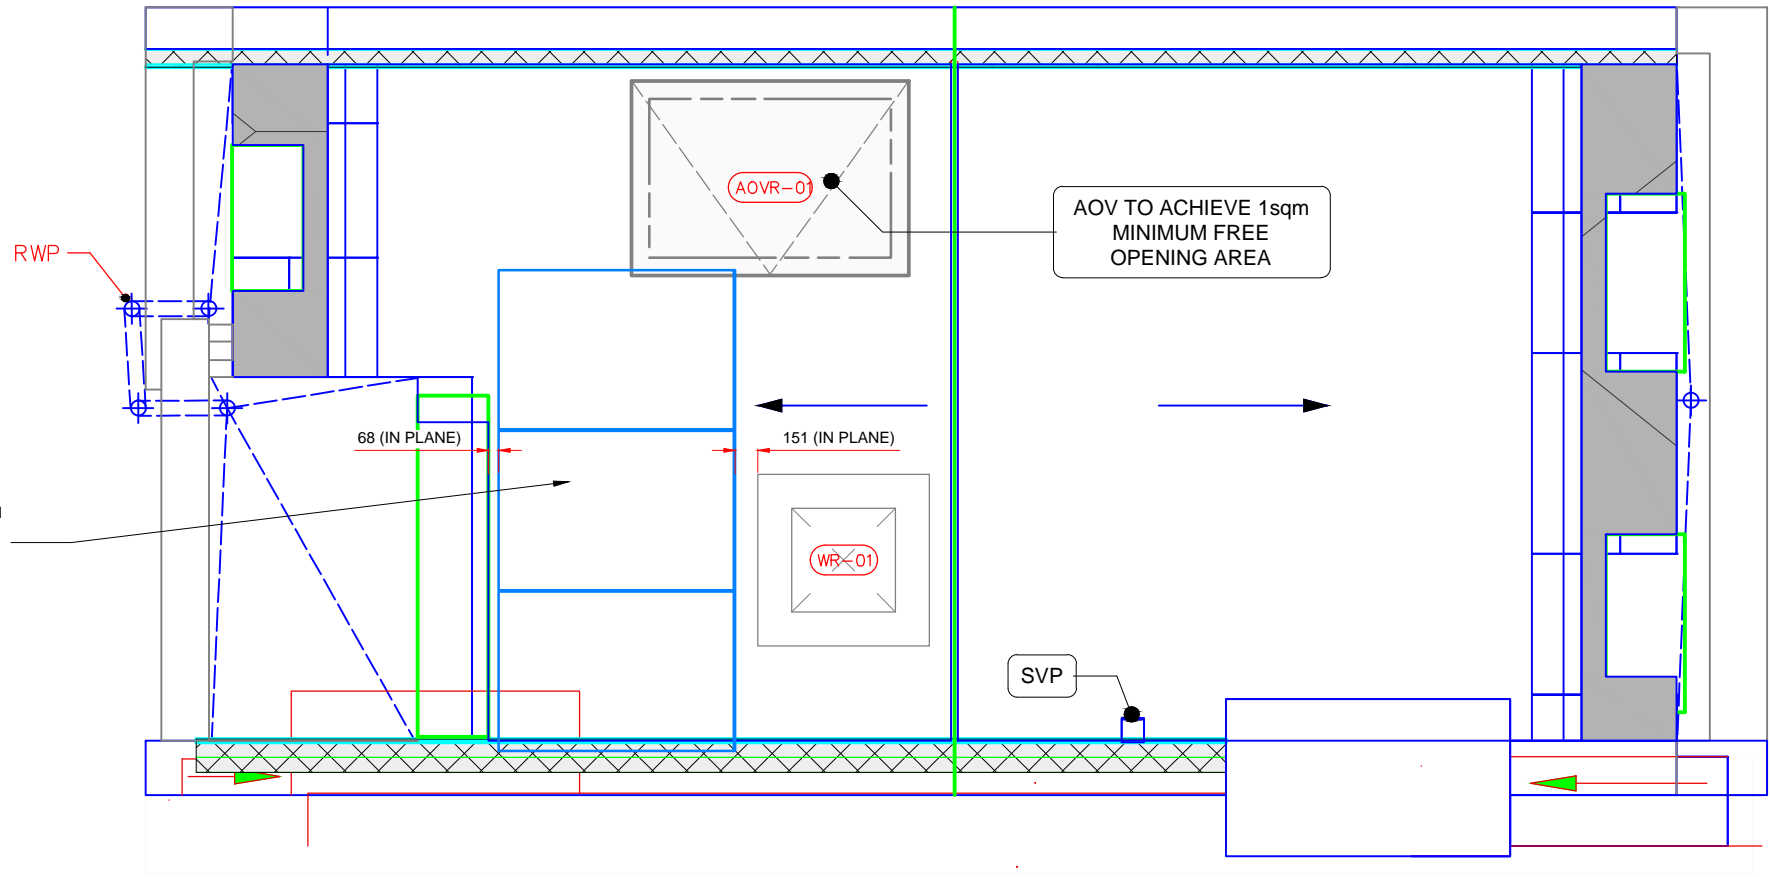 AOVR-01
AOV TO ACHIEVE 1sqm
MINIMUM FREE
OPENING AREA
RWP
68 (IN PLANE)
151 (IN PLANE)
WR-01
SVP